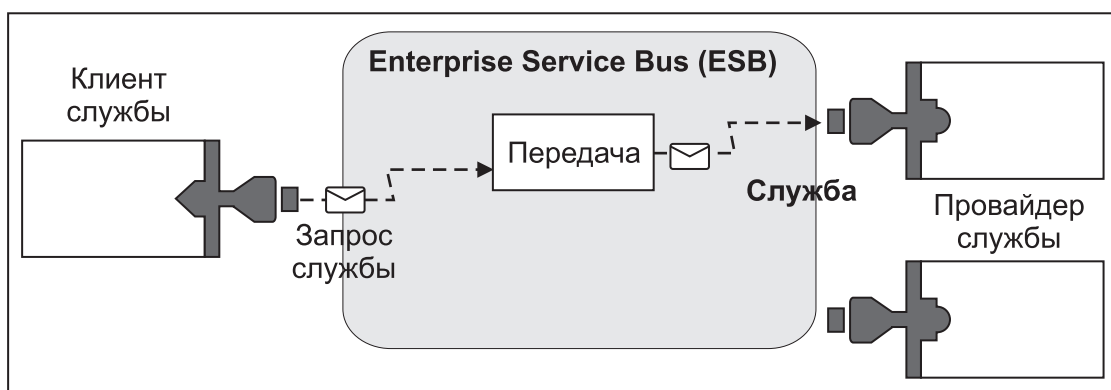 Enterprise Service Bus (ESB)
Клиент
службы
Передача
Служба
Запрос
службы
Провайдер
службы